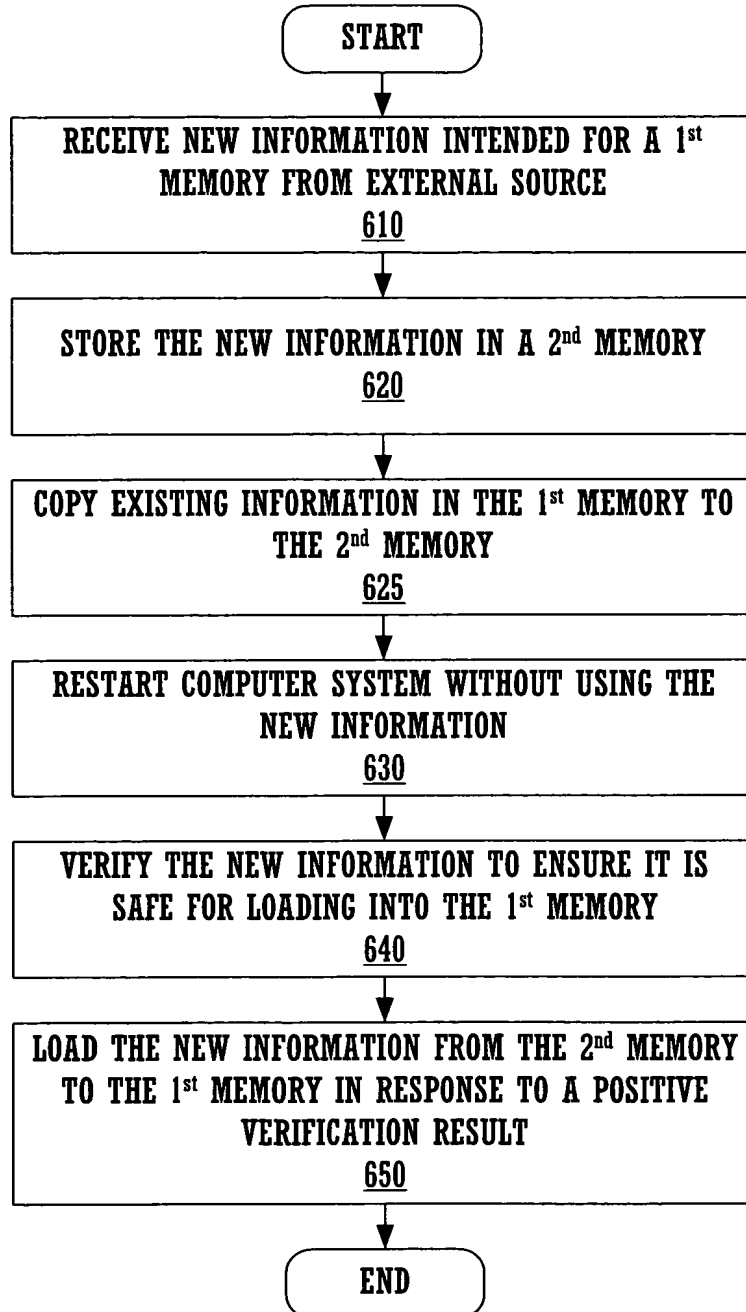 START
RECEIVE NEW INFORMATION INTENDED FOR A 1st
MEMORY FROM EXTERNAL SOURCE
610
STORE THE NEW INFORMATION IN A 2nd MEMORY
620
COPY EXISTING INFORMATION IN THE 1st MEMORY TO
THE 2nd MEMORY
625
RESTART COMPUTER SYSTEM WITHOUT USING THE
NEW INFORMATION
630
VERIFY THE NEW INFORMATION TO ENSURE IT IS
SAFE FOR LOADING INTO THE 1st MEMORY
640
LOAD THE NEW INFORMATION FROM THE 2nd MEMORY
TO THE 1st MEMORY IN RESPONSE TO A POSITIVE
VERIFICATION RESULT
650
END